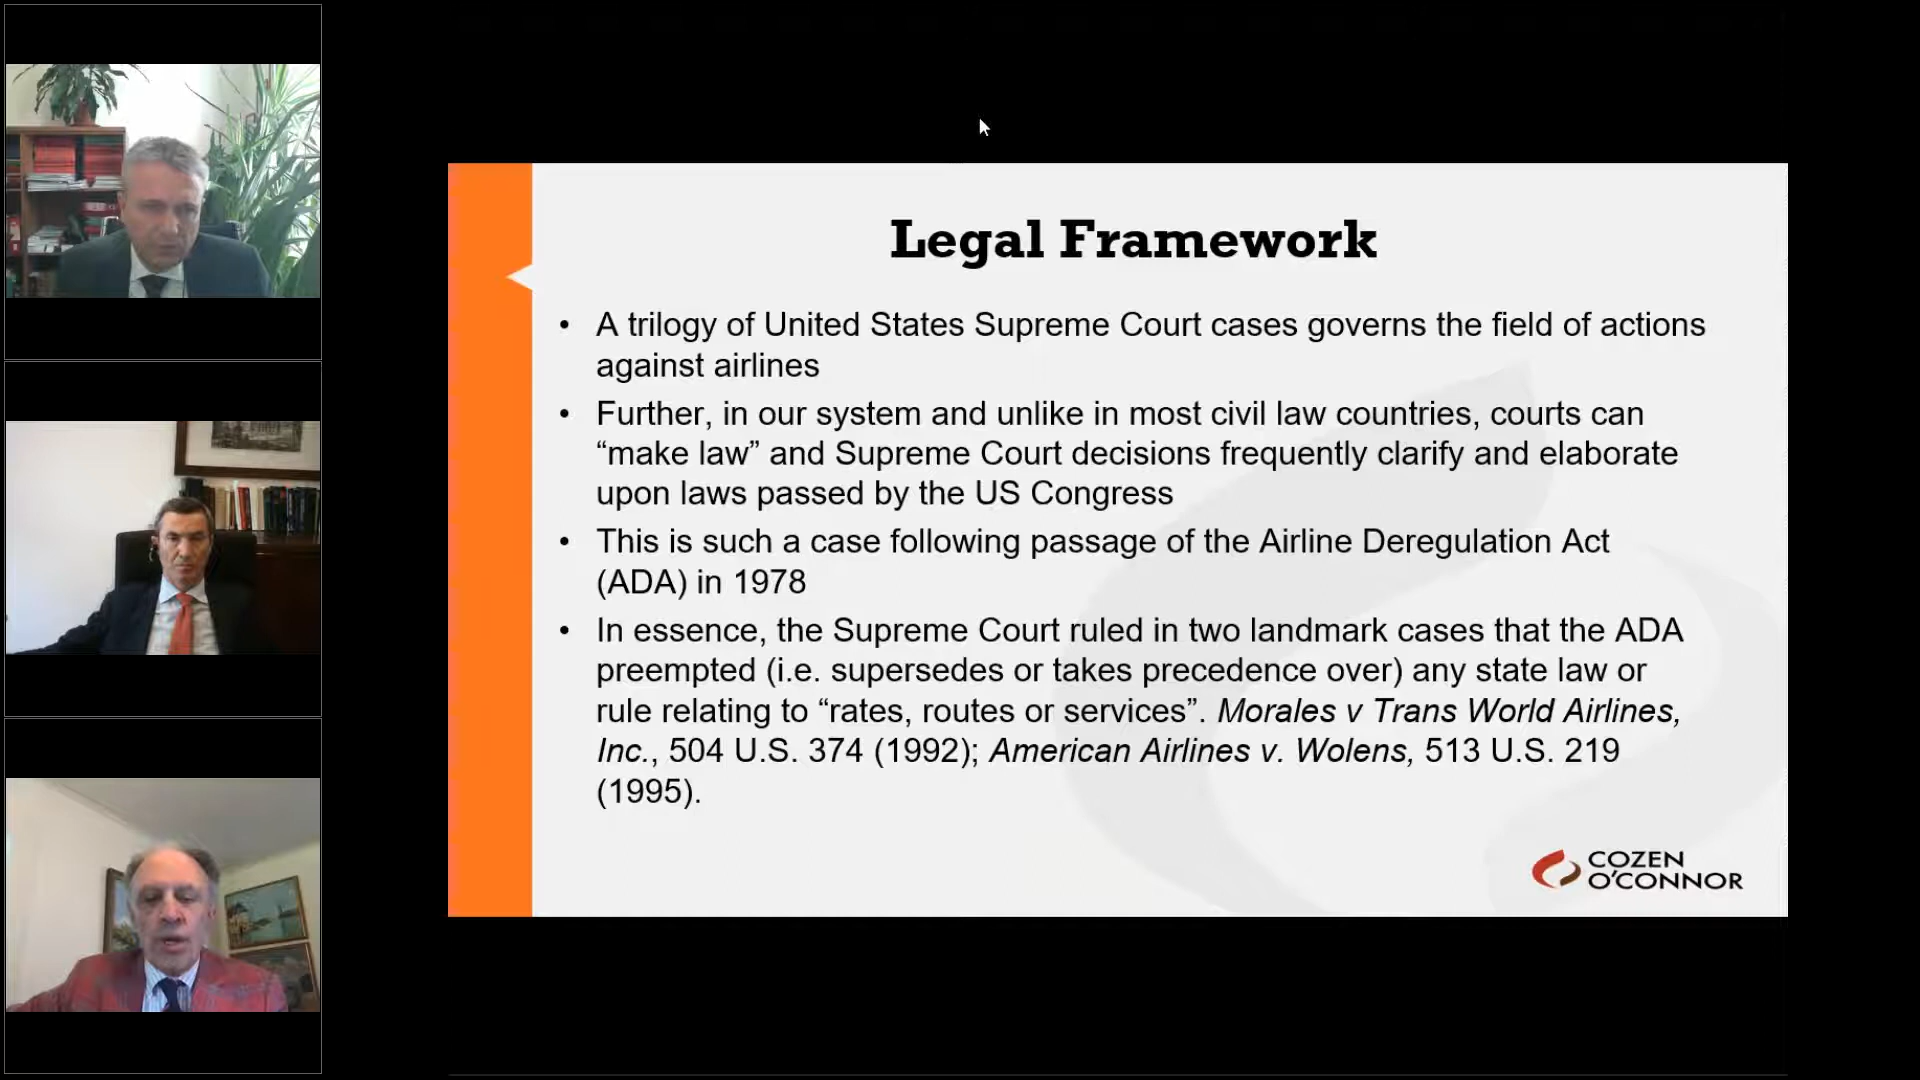 Legal Framework
• A trilogy of United States Supreme Court cases governs the field of actions
against airlines
• Further, in our system and unlike in most civil law countries, courts can
“make law” and Supreme Court decisions frequently clarify and elaborate
upon laws passed by the US Congress
• This is such a case following passage of the Airline Deregulation Act
(ADA) in 1978
• In essence, the Supreme Court ruled in two landmark cases that the ADA
preempted (i.e. supersedes or takes precedence over) any state law or
rule relating to “rates, routes or services”. Morales v Trans World Airlines,
Inc., 504 U.S. 374 (1992); American Airlines v. Wolens, 513 U.S. 219
(1995).
COZEN
O’CONNOR